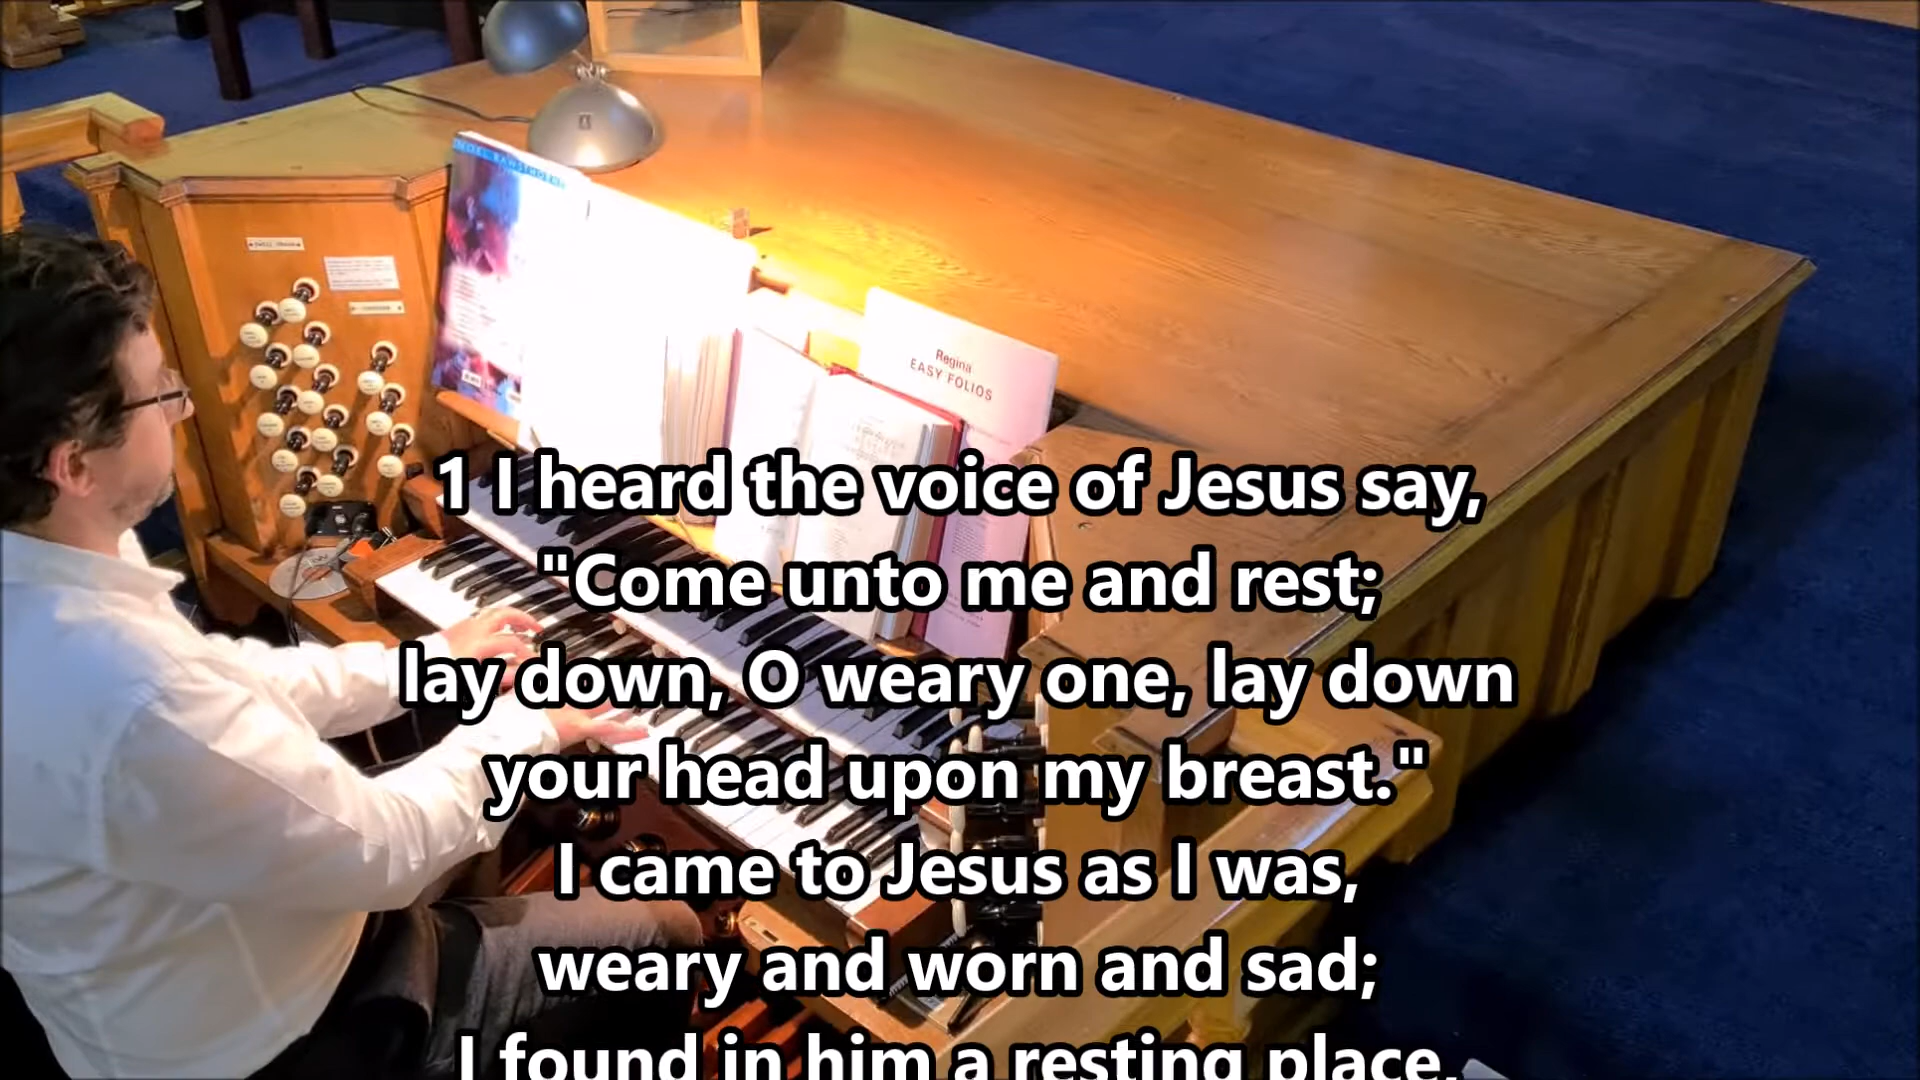 NOEL RAWSTHORNE
Regina
EASY FOLIOS
1 I heard the voice of Jesus say,
"Come unto me and rest;
lay down, O weary one, lay down
your head upon my breast."
I came to Jesus as I was,
weary and worn and sad;
I found in him a resting place,